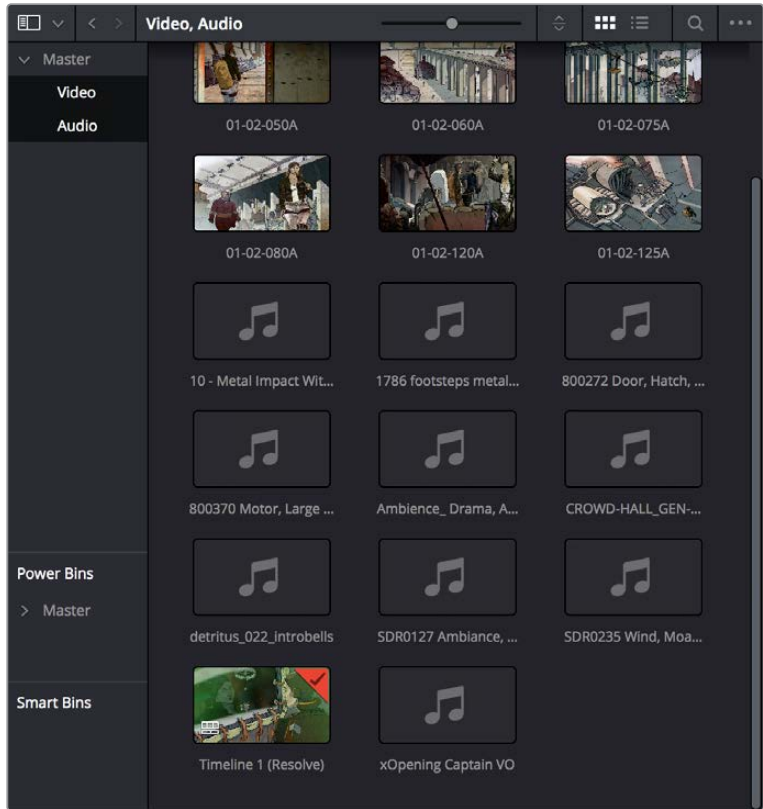 Video, Audio
Master
Video
Audio
01-02-050A 01-02-060A 01-02-075A
01-02-080A 01-02-120A 01-02-125A
10 - Metal Impact Wit... 1786 footsteps metal... 800272 Door, Hatch, ...
800370 Motor, Large ... Ambience_ Drama, A... CROWD-HALL_GEN-...
detritus_022_introbells SDR0127 Ambiance, ... SDR0235 Wind, Moa...
Timeline 1 (Resolve) xOpening Captain VO
Power Bins
Master
Smart Bins